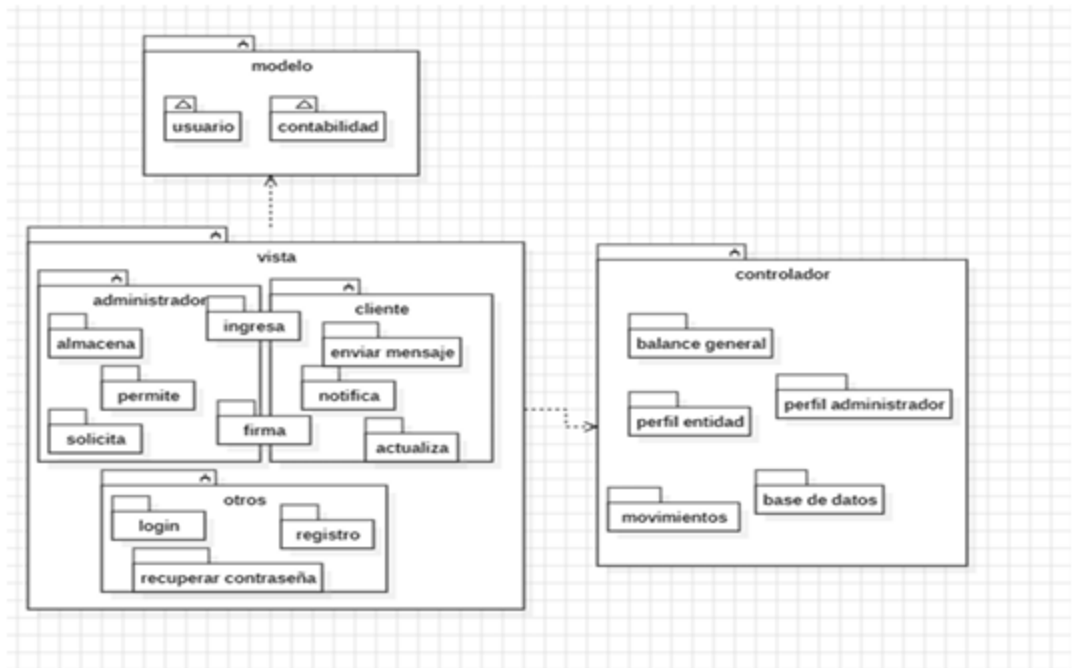 modelo
usuario
contabilidad
vista
administrador
almacena
permite
solicita
ingresa
firma
cliente
enviar mensaje
notifica
actualiza
otros
login
registro
recuperar contraseña
controlador
balance general
perfil administrador
perfil entidad
base de datos
movimientos